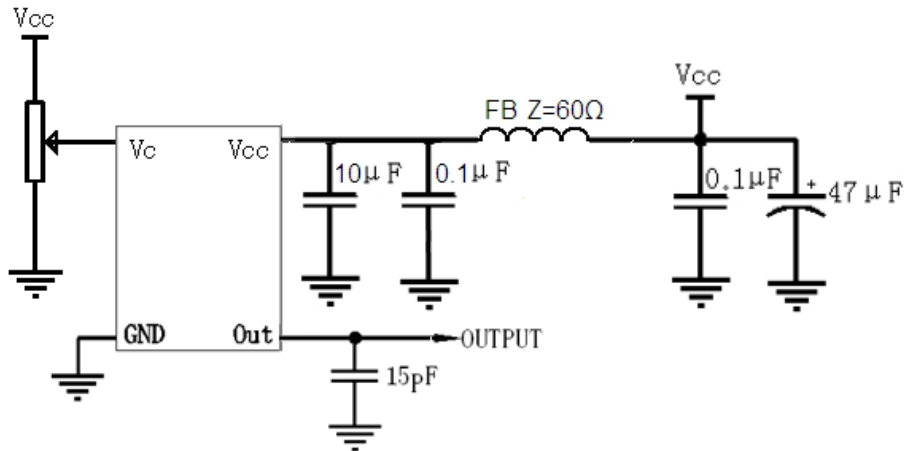 Vcc
Vcc
FB Z=60Ω
Vc
Vcc
10μF
0.1μF
0.1μF
+
47μF
GND
Out
OUTPUT
15pF